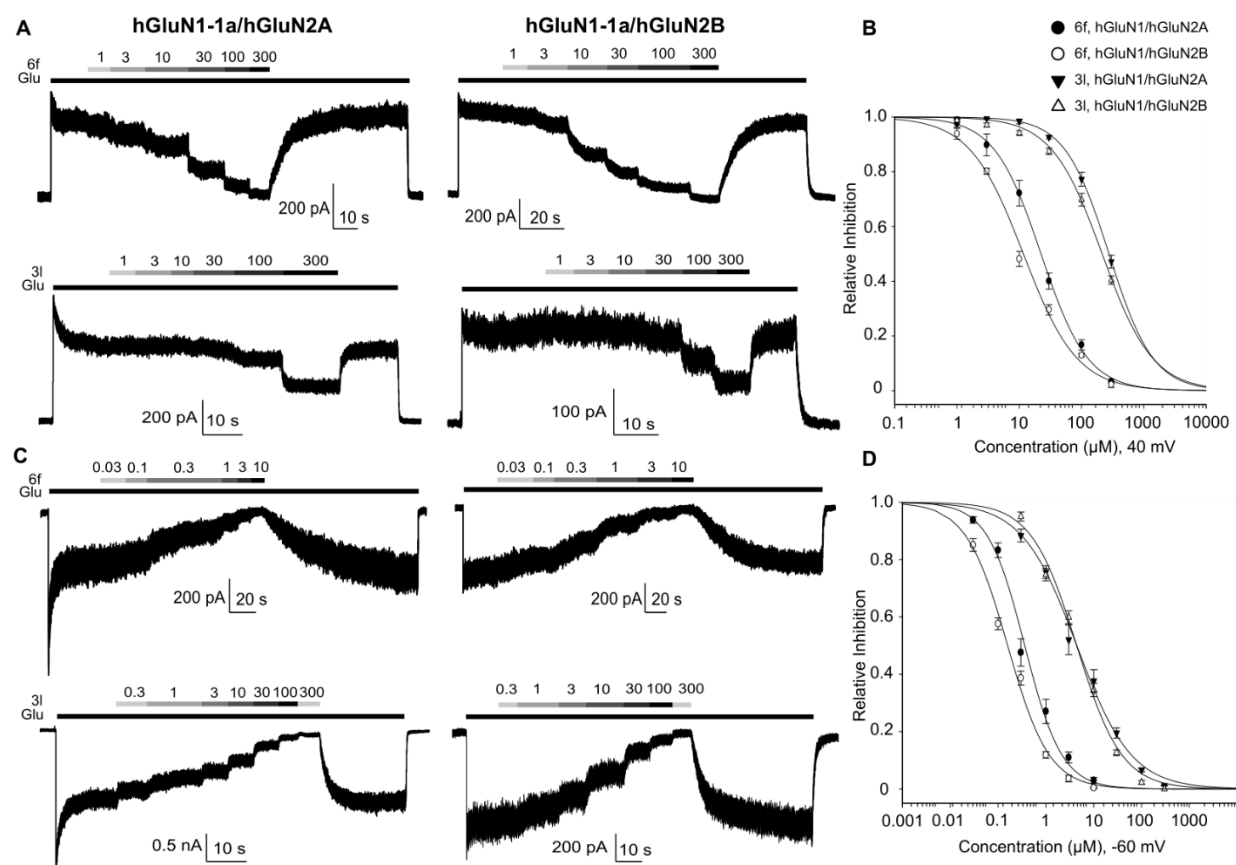 A
hGluN1-1a/hGluN2A
hGluN1-1a/hGluN2B
6f
Glu
1 3 10 30 100 300
200 pA 10 s
1 3 10 30 100 300
200 pA 20 s
3l
Glu
1 3 10 30 100 300
200 pA 10 s
1 3 10 30 100 300
100 pA 10 s
B
6f, hGluN1/hGluN2A
6f, hGluN1/hGluN2B
3l, hGluN1/hGluN2A
3l, hGluN1/hGluN2B
Relative Inhibition
1.0
0.8
0.6
0.4
0.2
0
0.1 1 10 100 1000 10000
Concentration (µM), 40 mV
C
6f
Glu
0.03 0.1 0.3 1 3 10
200 pA 20 s
0.03 0.1 0.3 1 3 10
200 pA 20 s
3l
Glu
0.3 1 3 10 30 100 300
0.5 nA 10 s
0.3 1 3 10 30 100 300
200 pA 10 s
D
Relative Inhibition
1.0
0.8
0.6
0.4
0.2
0
0.001 0.01 0.1 1 10 100 1000
Concentration (µM), -60 mV